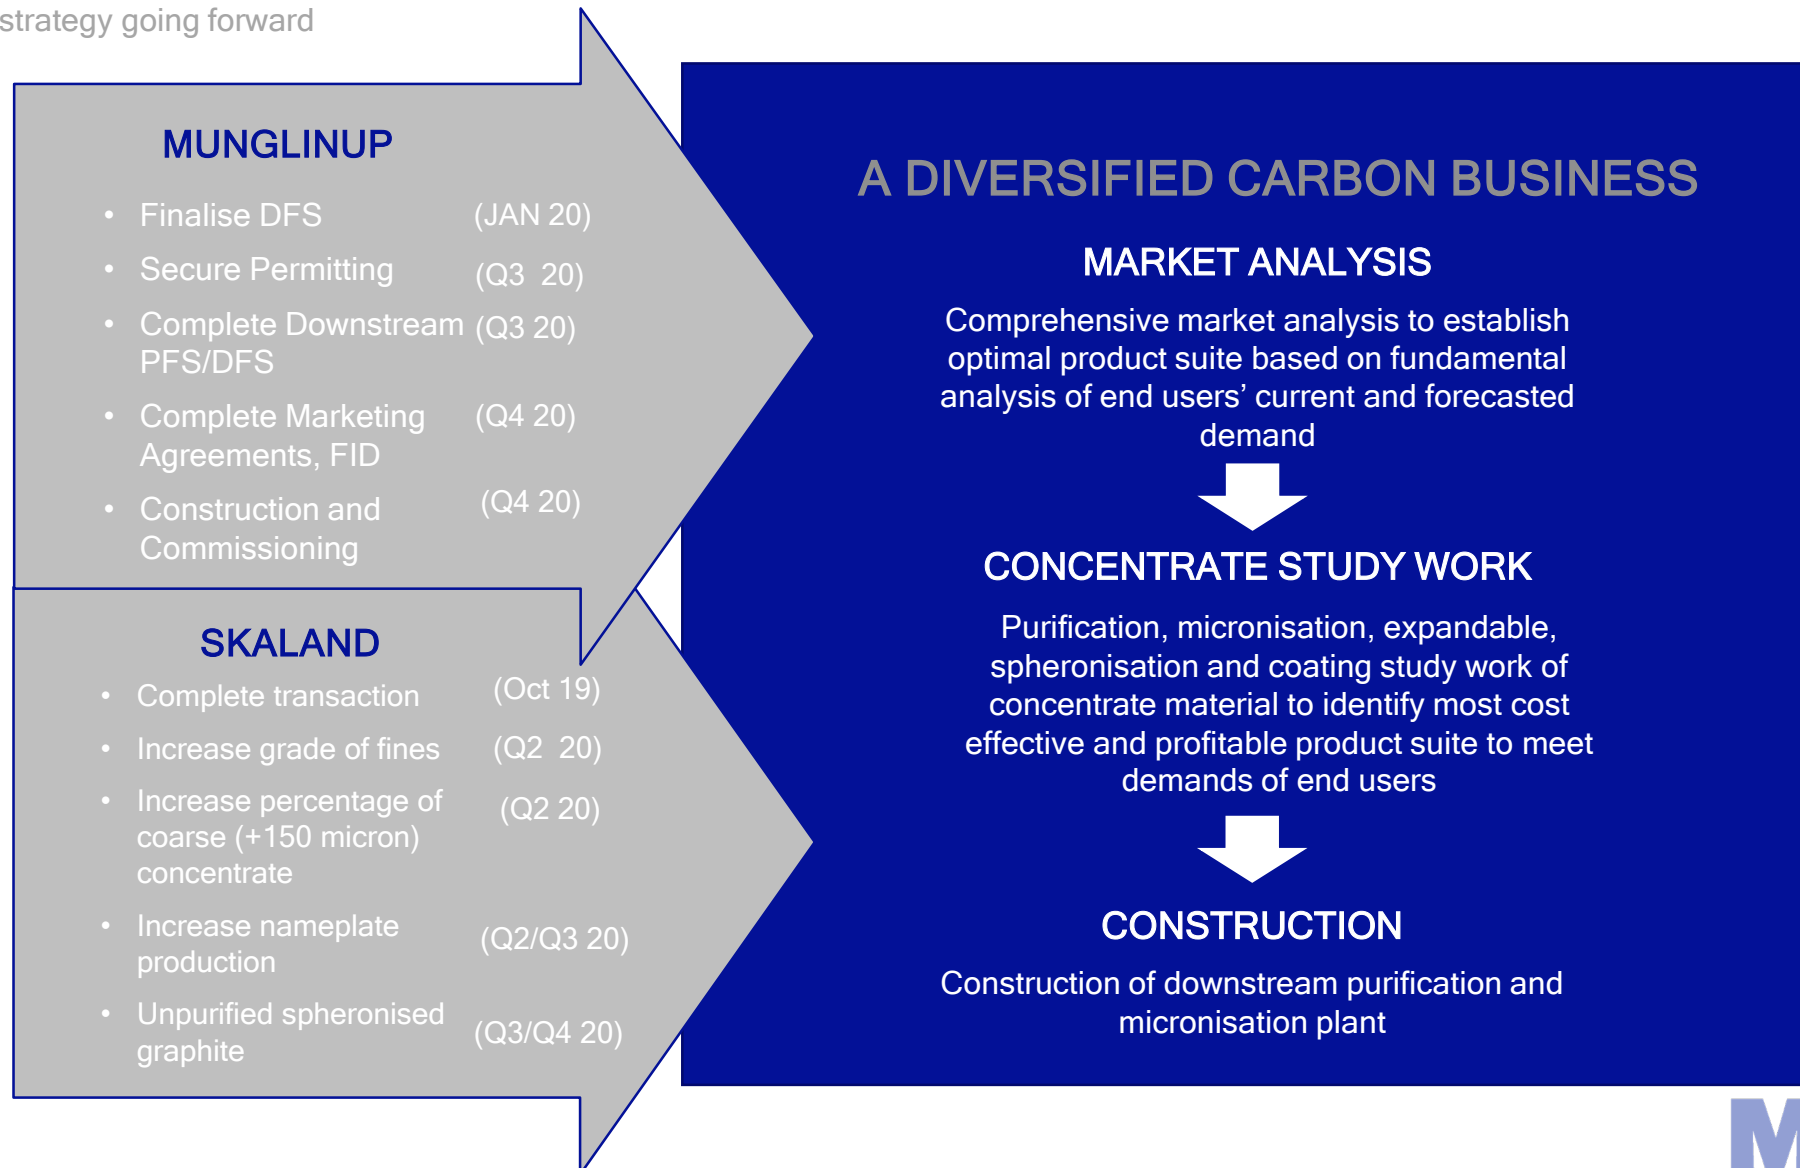 strategy going forward
MUNGLINUP
• Finalise DFS (JAN 20)
• Secure Permitting (Q3 20)
• Complete Downstream (Q3 20)
PFS/DFS
• Complete Marketing (Q4 20)
Agreements, FID
• Construction and (Q4 20)
Commissioning
SKALAND
• Complete transaction (Oct 19)
• Increase grade of fines (Q2 20)
• Increase percentage of (Q2 20)
coarse (+150 micron)
concentrate
• Increase nameplate (Q2/Q3 20)
production
• Unpurified spheronised (Q3/Q4 20)
graphite
A DIVERSIFIED CARBON BUSINESS
MARKET ANALYSIS
Comprehensive market analysis to establish
optimal product suite based on fundamental
analysis of end users’ current and forecasted
demand
CONCENTRATE STUDY WORK
Purification, micronisation, expandable,
spheronisation and coating study work of
concentrate material to identify most cost
effective and profitable product suite to meet
demands of end users
CONSTRUCTION
Construction of downstream purification and
micronisation plant
M